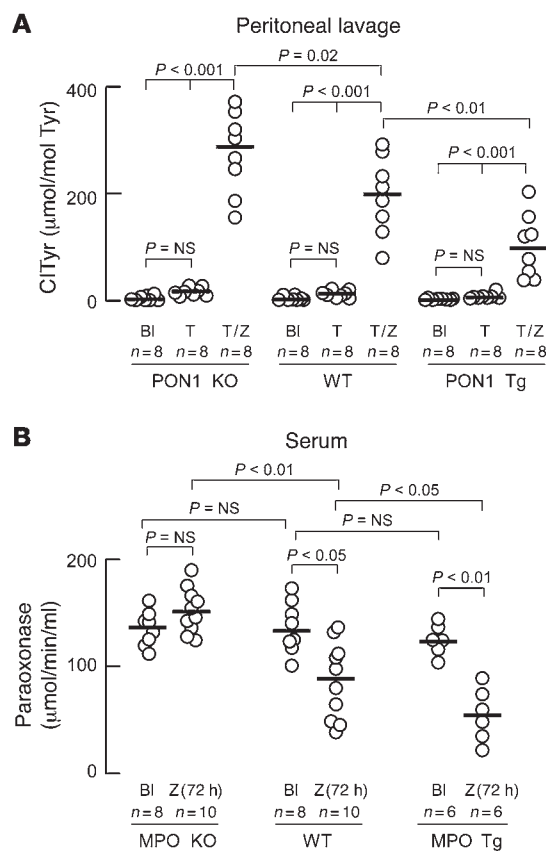 A
Peritoneal lavage
P = 0.02
P < 0.001
P < 0.001
P < 0.01
P < 0.001
P = NS
P = NS
P = NS
ClTyr (μmol/mol Tyr)
400
200
0
Bl T T/Z Bl T T/Z Bl T T/Z
n=8 n=8 n=8 n=8 n=8 n=8 n=8 n=8 n=8
PON1 KO WT PON1 Tg
B
Serum
P < 0.01
P < 0.05
P = NS
P = NS
P = NS
P < 0.05
P < 0.01
Paraoxonase
(μmol/min/ml)
200
100
0
Bl Z(72 h) Bl Z(72 h) Bl Z(72 h)
n=8 n=10 n=8 n=10 n=6 n=6
MPO KO WT MPO Tg